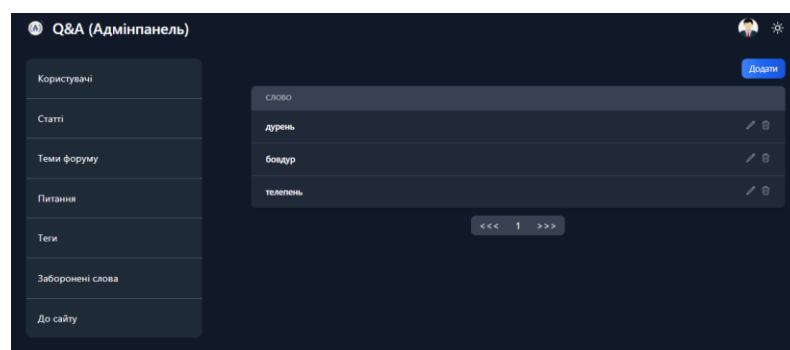 Q&A (Адмінпанель)
Користувачі
Статті
Теми форуму
Питання
Теги
Заборонені слова
До сайту
Додати
СЛОВО
дурень
бовдур
телепень
<<< 1 >>>